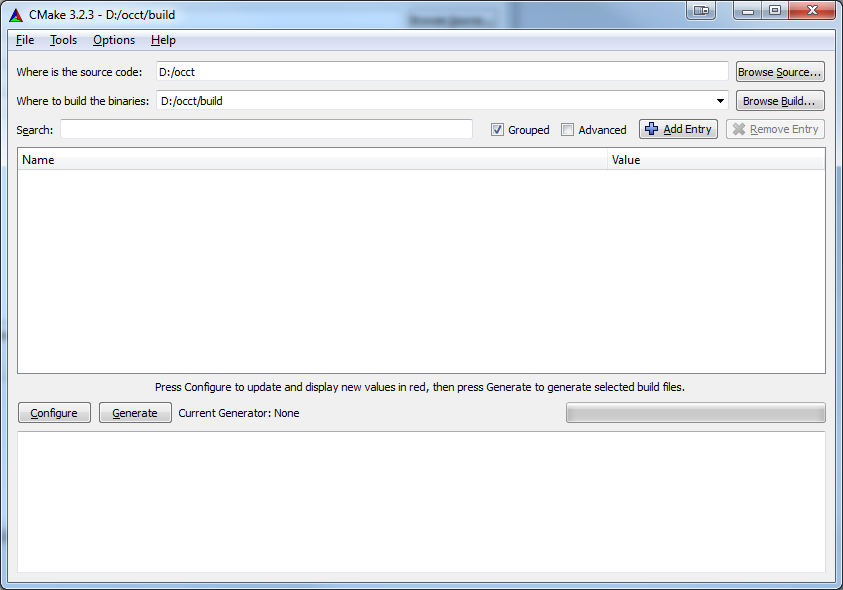 CMake 3.2.3 - D:/occt/build
File Tools Options Help
Where is the source code: D:/occt Browse Source...
Where to build the binaries: D:/occt/build Browse Build...
Search: Grouped Advanced Add Entry Remove Entry
Name Value
Press Configure to update and display new values in red, then press Generate to generate selected build files.
Configure Generate Current Generator: None